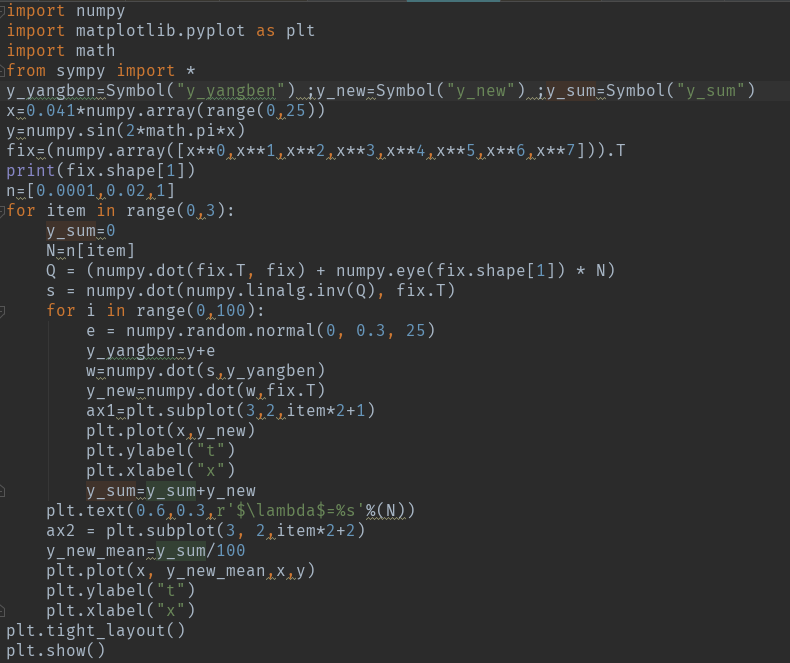 import numpy
import matplotlib.pyplot as plt
import math
from sympy import *
y_yangben=Symbol("y_yangben") ;y_new=Symbol("y_new") ;y_sum=Symbol("y_sum")
x=0.041*numpy.array(range(0,25))
y=numpy.sin(2*math.pi*x)
fix=(numpy.array([x**0,x**1,x**2,x**3,x**4,x**5,x**6,x**7])).T
print(fix.shape[1])
n=[0.0001,0.02,1]
for item in range(0,3):
    y_sum=0
    N=n[item]
    Q = (numpy.dot(fix.T, fix) + numpy.eye(fix.shape[1]) * N)
    s = numpy.dot(numpy.linalg.inv(Q), fix.T)
    for i in range(0,100):
        e = numpy.random.normal(0, 0.3, 25)
        y_yangben=y+e
        w=numpy.dot(s,y_yangben)
        y_new=numpy.dot(w,fix.T)
        ax1=plt.subplot(3,2,item*2+1)
        plt.plot(x,y_new)
        plt.ylabel("t")
        plt.xlabel("x")
        y_sum=y_sum+y_new
    plt.text(0.6,0.3,r'$\lambda$=%s'%(N))
    ax2 = plt.subplot(3, 2,item*2+2)
    y_new_mean=y_sum/100
    plt.plot(x, y_new_mean,x,y)
    plt.ylabel("t")
    plt.xlabel("x")
plt.tight_layout()
plt.show()